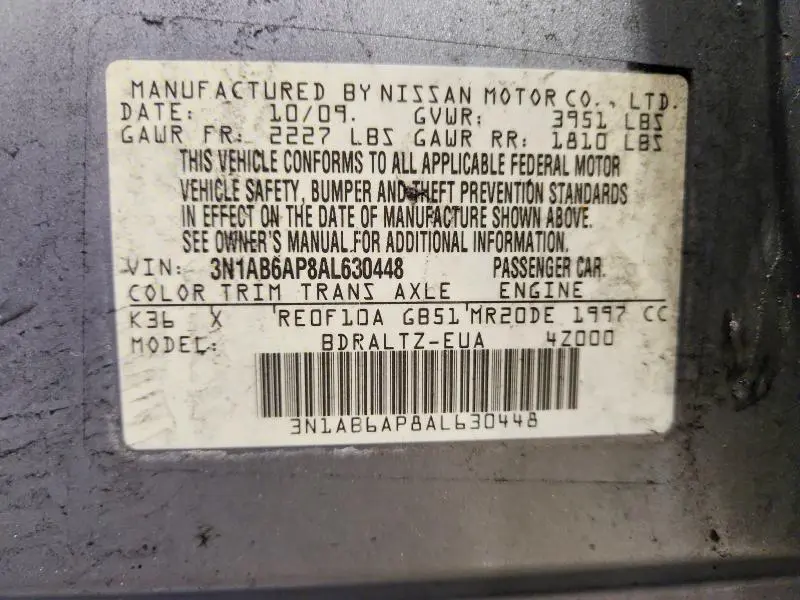 MANUFACTURED BY NISSAN MOTOR CO., LTD.
DATE: 10/09. GVWR: 3951 LBS
GAWR FR: 2227 LBS GAWR RR: 1810 LBS
THIS VEHICLE CONFORMS TO ALL APPLICABLE FEDERAL MOTOR
VEHICLE SAFETY, BUMPER AND THEFT PREVENTION STANDARDS
IN EFFECT ON THE DATE OF MANUFACTURE SHOWN ABOVE.
SEE OWNER'S MANUAL FOR ADDITIONAL INFORMATION.
VIN: 3N1AB6AP8AL630448 PASSENGER CAR.
COLOR TRIM TRANS AXLE ENGINE
K36 X RE0F10A GB51 MR20DE 1997 CC
MODEL: BDRALTZ-EUA 4Z000
3N1AB6AP8AL630448